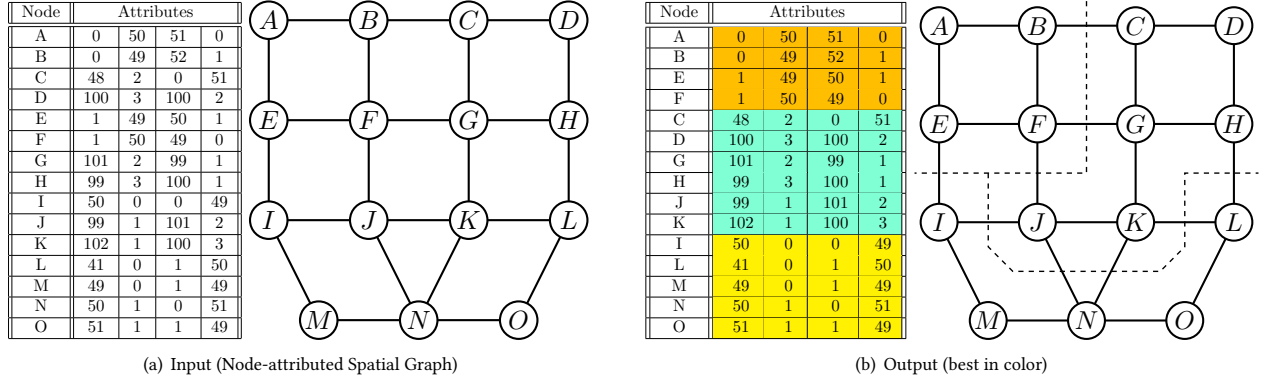 Node Attributes
A 0 50 51 0
B 0 49 52 1
C 48 2 0 51
D 100 3 100 2
E 1 49 50 1
F 1 50 49 0
G 101 2 99 1
H 99 3 100 1
I 50 0 0 49
J 99 1 101 2
K 102 1 100 3
L 41 0 1 50
M 49 0 1 49
N 50 1 0 51
O 51 1 1 49
A B C D
E F G H
I J K L
M N O
(a) Input (Node-attributed Spatial Graph)
Node Attributes
A 0 50 51 0
B 0 49 52 1
E 1 49 50 1
F 1 50 49 0
C 48 2 0 51
D 100 3 100 2
G 101 2 99 1
H 99 3 100 1
J 99 1 101 2
K 102 1 100 3
I 50 0 0 49
L 41 0 1 50
M 49 0 1 49
N 50 1 0 51
O 51 1 1 49
A B C D
E F G H
I J K L
M N O
(b) Output (best in color)